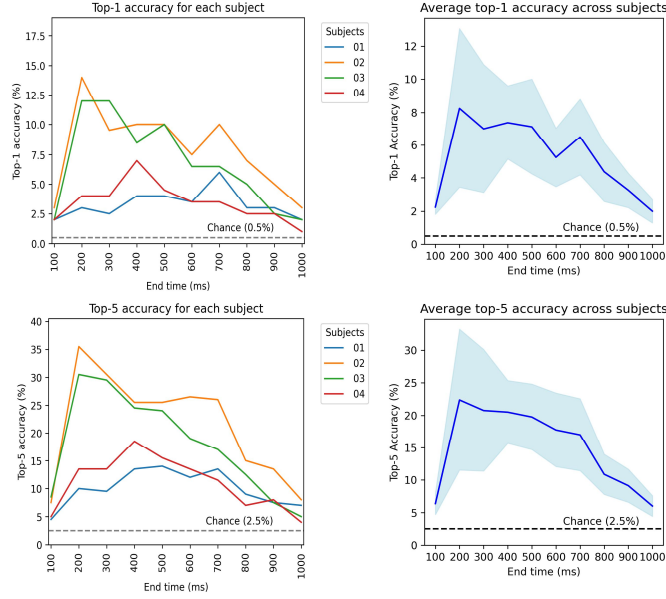 Top-1 accuracy for each subject
17.5
15.0
12.5
10.0
7.5
5.0
2.5
0.0
Top-1 accuracy (%)
Chance (0.5%)
100 200 300 400 500 600 700 800 900 1000
End time (ms)
Subjects
01
02
03
04
Average top-1 accuracy across subjects
12
10
8
6
4
2
0
Top-1 Accuracy (%)
Chance (0.5%)
100 200 300 400 500 600 700 800 900 1000
End time (ms)
Top-5 accuracy for each subject
40
35
30
25
20
15
10
5
0
Top-5 accuracy (%)
Chance (2.5%)
100 200 300 400 500 600 700 800 900 1000
End time (ms)
Subjects
01
02
03
04
Average top-5 accuracy across subjects
30
25
20
15
10
5
0
Top-5 Accuracy (%)
Chance (2.5%)
100 200 300 400 500 600 700 800 900 1000
End time (ms)